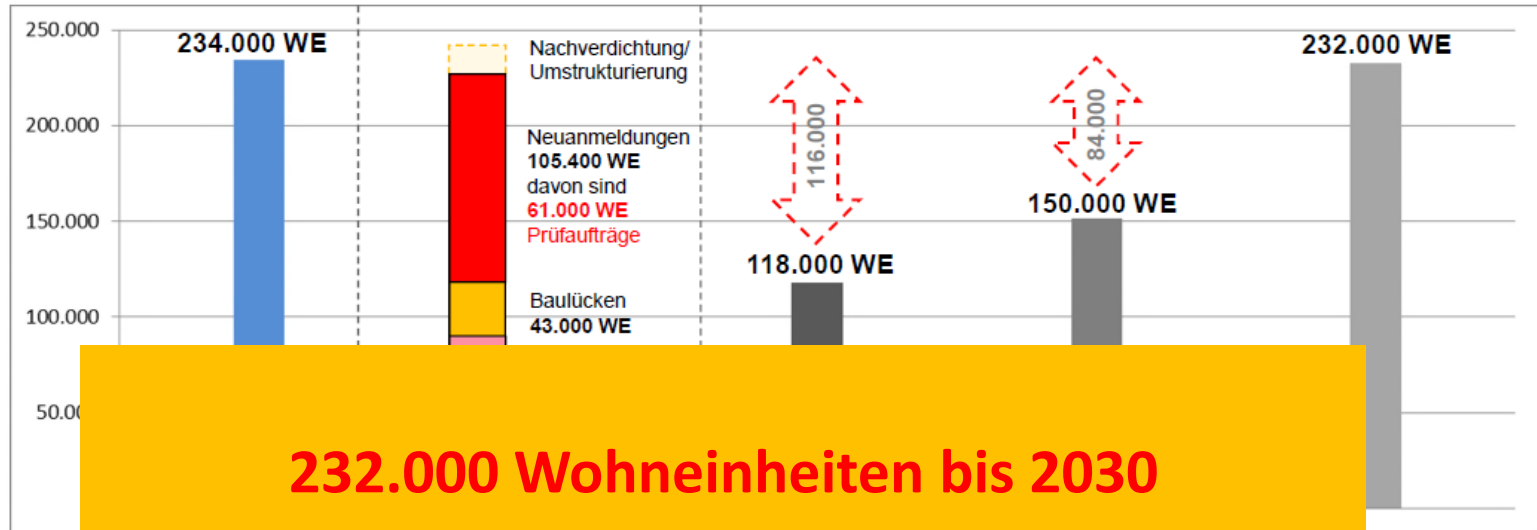 250.000
200.000
150.000
100.000
50.00
234.000 WE
Nachverdichtung/
Umstrukturierung
Neuanmeldungen
105.400 WE
davon sind
61.000 WE
Prüfaufträge
Baulücken
43.000 WE
116.000
118.000 WE
84.000
150.000 WE
232.000 WE
232.000 Wohneinheiten bis 2030